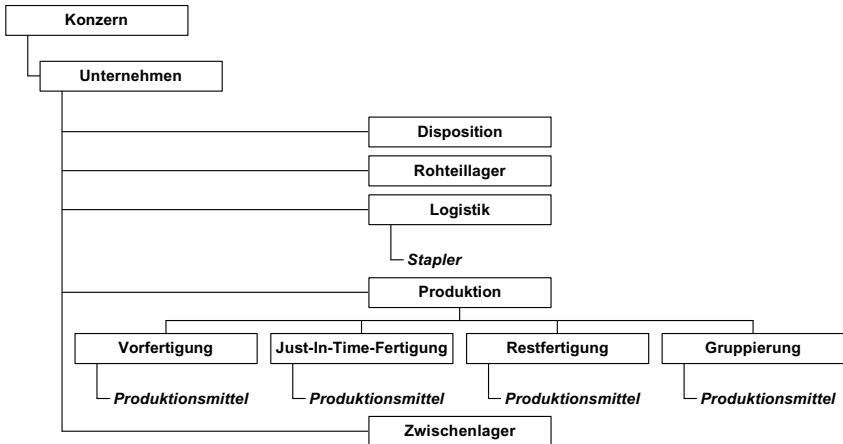 Konzern
Unternehmen
Disposition
Rohteillager
Logistik
Stapler
Produktion
Vorfertigung
Just-In-Time-Fertigung
Restfertigung
Gruppierung
Produktionsmittel
Produktionsmittel
Produktionsmittel
Produktionsmittel
Zwischenlager